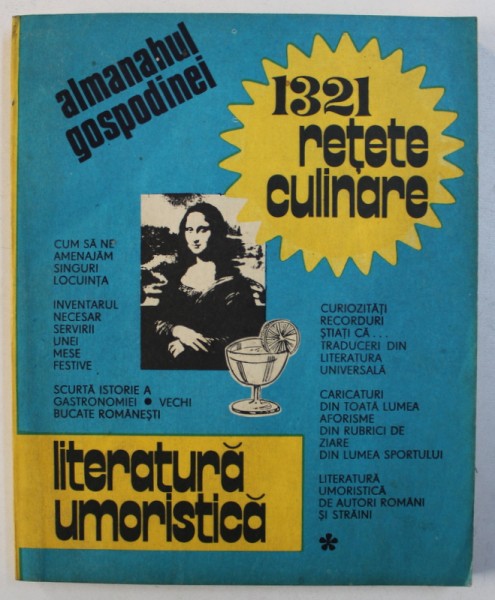 almanahul
gospodinei
1321
rețete
culinare
CUM SĂ NE
AMENAJĂM
SINGURI
LOCUINȚA
INVENTARUL
NECESAR
SERVIRII
UNEI
MESE
FESTIVE
SCURTĂ ISTORIE A
GASTRONOMIEI • VECHI
BUCATE ROMÂNEȘTI
CURIOZITĂȚI
RECORDURI
ȘTIAȚI CĂ...
TRADUCERI DIN
LITERATURA
UNIVERSALĂ
CARICATURI
DIN TOATĂ LUMEA
AFORISME
DIN RUBRICI DE
ZIARE
DIN LUMEA SPORTULUI
LITERATURĂ
UMORISTICĂ
DE AUTORI ROMÂNI
ȘI STRĂINI
*
literatură
umoristică